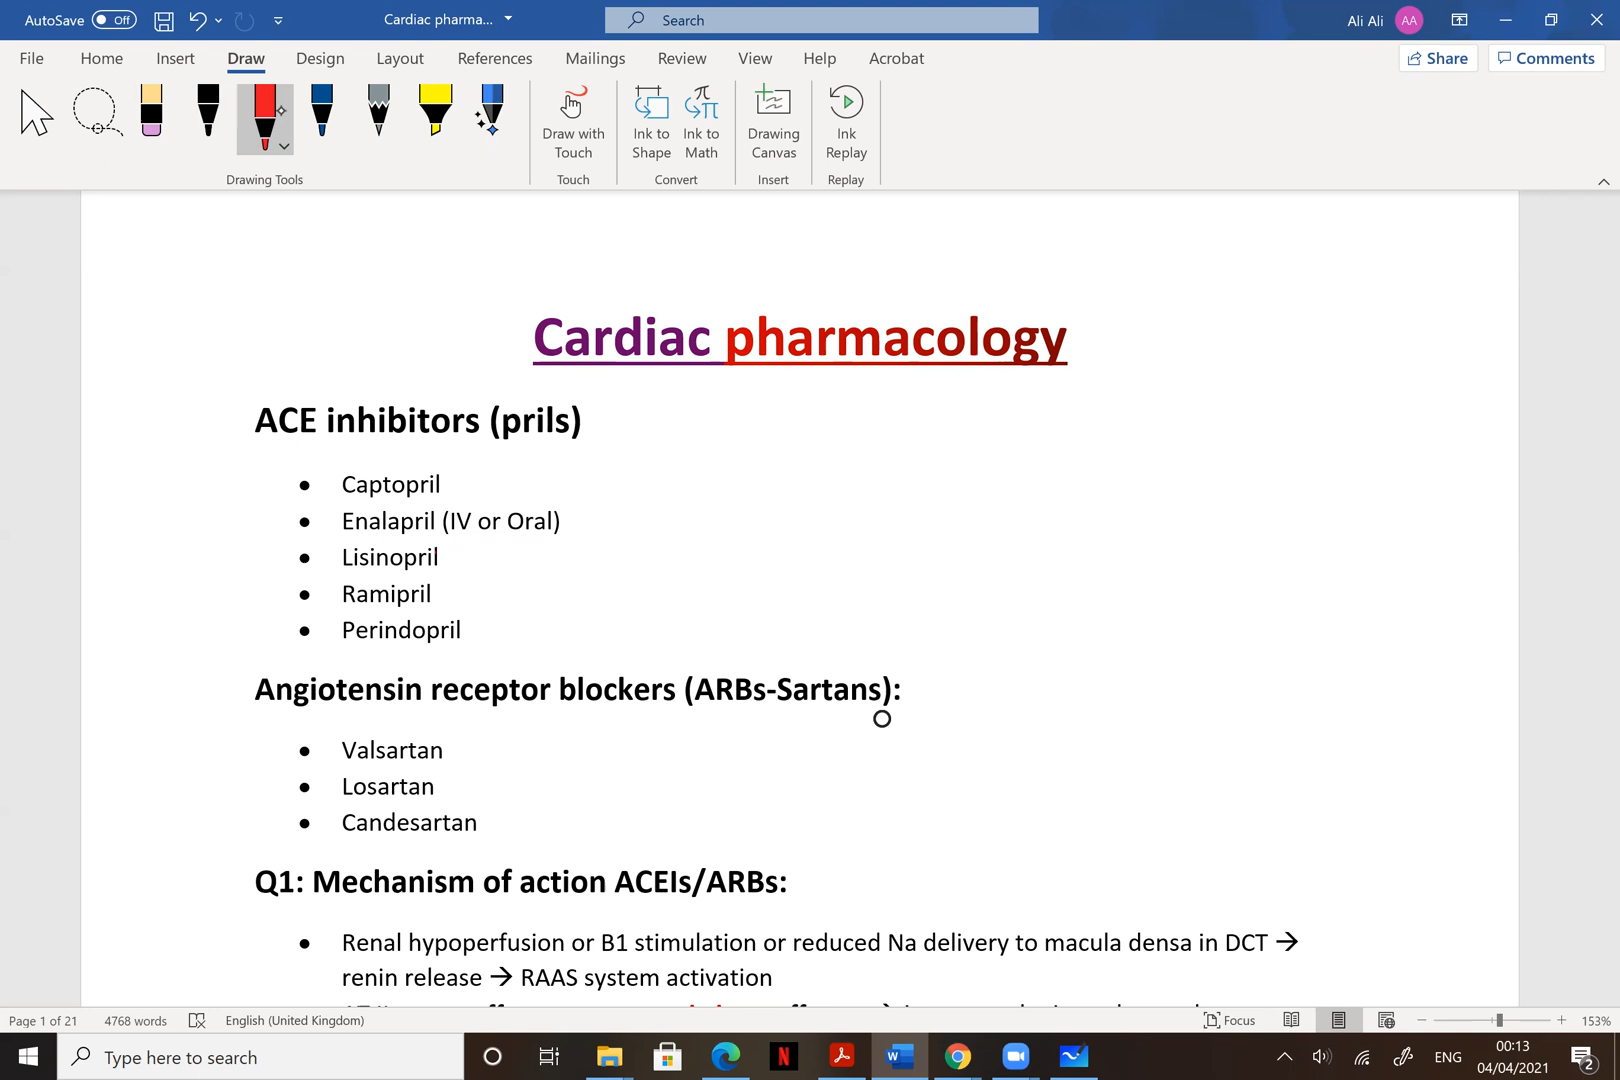 AutoSave Off Cardiac pharma... Search Ali Ali AA
File Home Insert Draw Design Layout References Mailings Review View Help Acrobat Share Comments
Draw with Touch
Ink to Shape
Ink to Math
Drawing Canvas
Ink Replay
Drawing Tools Touch Convert Insert Replay
Cardiac pharmacology
ACE inhibitors (prils)
• Captopril
• Enalapril (IV or Oral)
• Lisinopril
• Ramipril
• Perindopril
Angiotensin receptor blockers (ARBs-Sartans):
• Valsartan
• Losartan
• Candesartan
Q1: Mechanism of action ACEIs/ARBs:
• Renal hypoperfusion or B1 stimulation or reduced Na delivery to macula densa in DCT →
renin release → RAAS system activation
Page 1 of 21 4768 words English (United Kingdom) Focus 153%
Type here to search ENG 00:13
04/04/2021 2